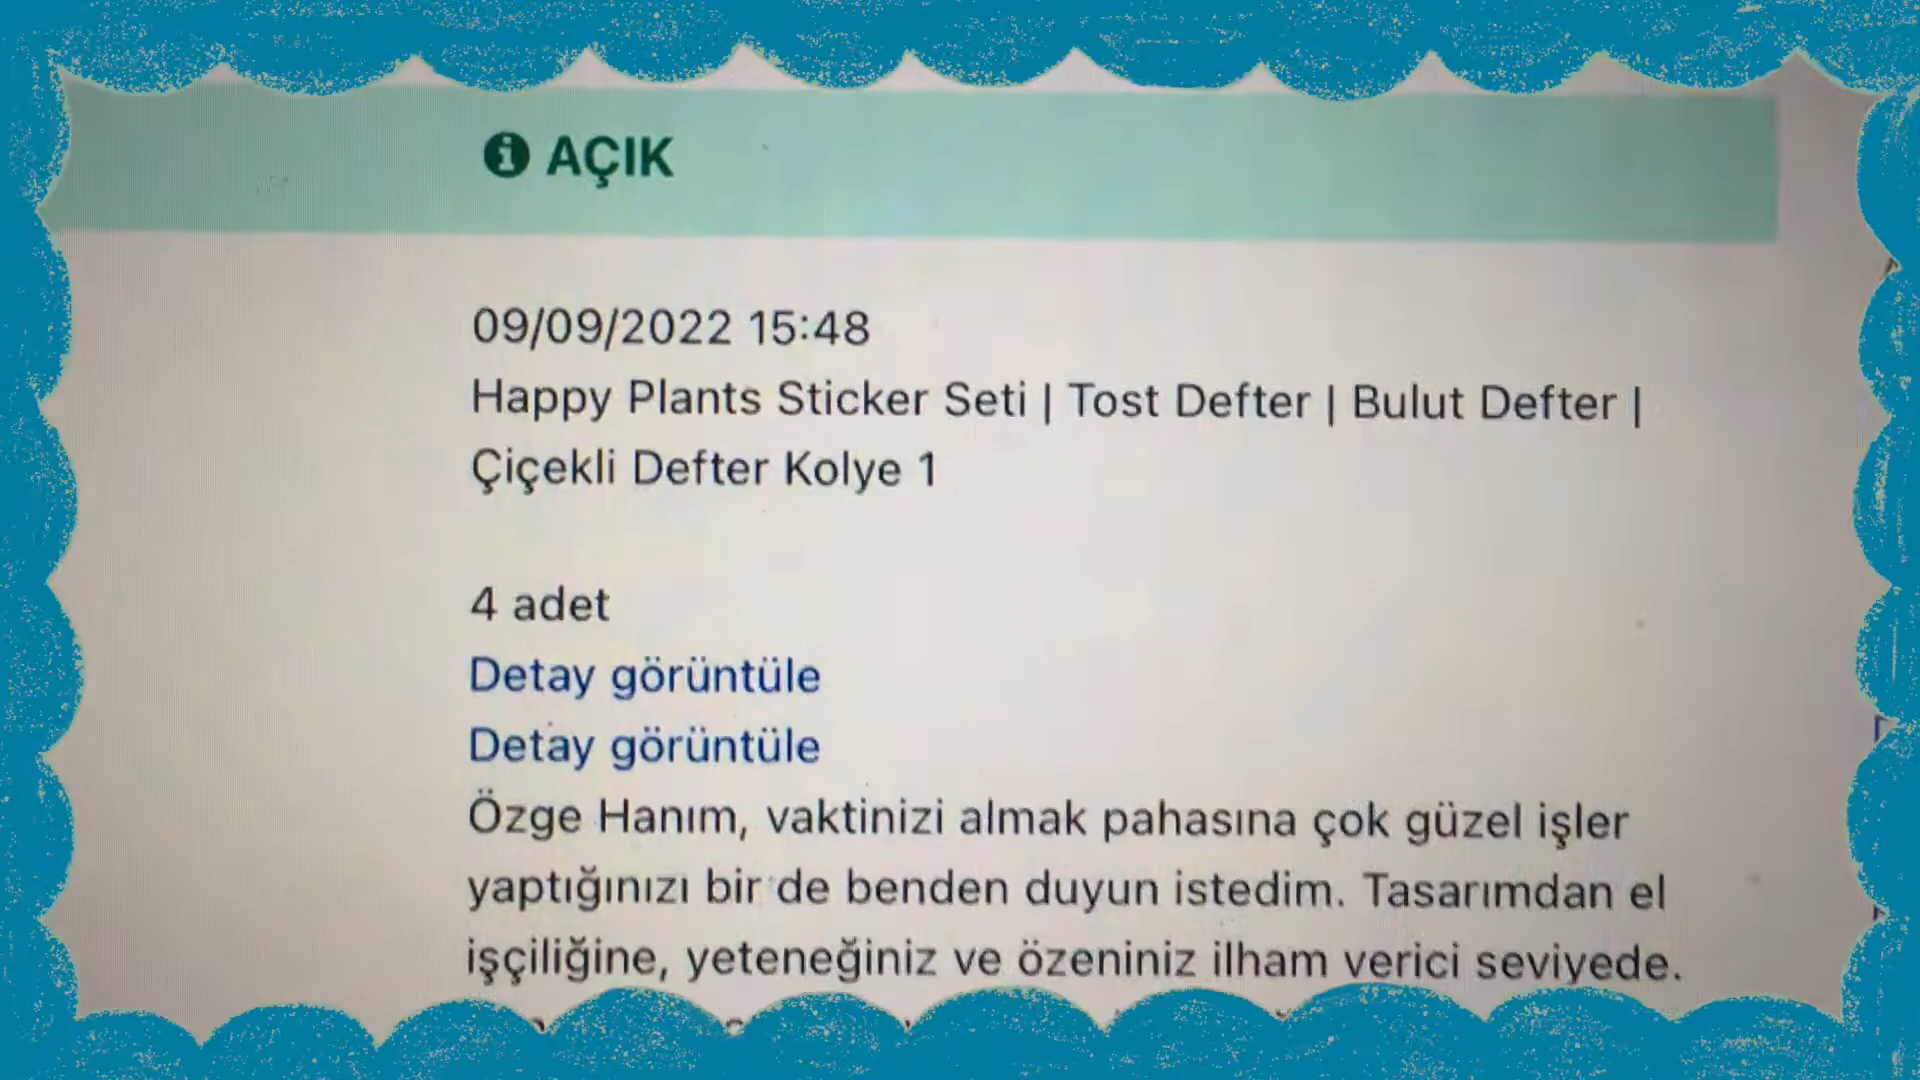 AÇIK
09/09/2022 15:48
Happy Plants Sticker Seti | Tost Defter | Bulut Defter |
Çiçekli Defter Kolye 1
4 adet
Detay görüntüle
Detay görüntüle
Özge Hanım, vaktinizi almak pahasına çok güzel işler
yaptığınızı bir de benden duyun istedim. Tasarımdan el
işçiliğine, yeteneğiniz ve özeniniz ilham verici seviyede.